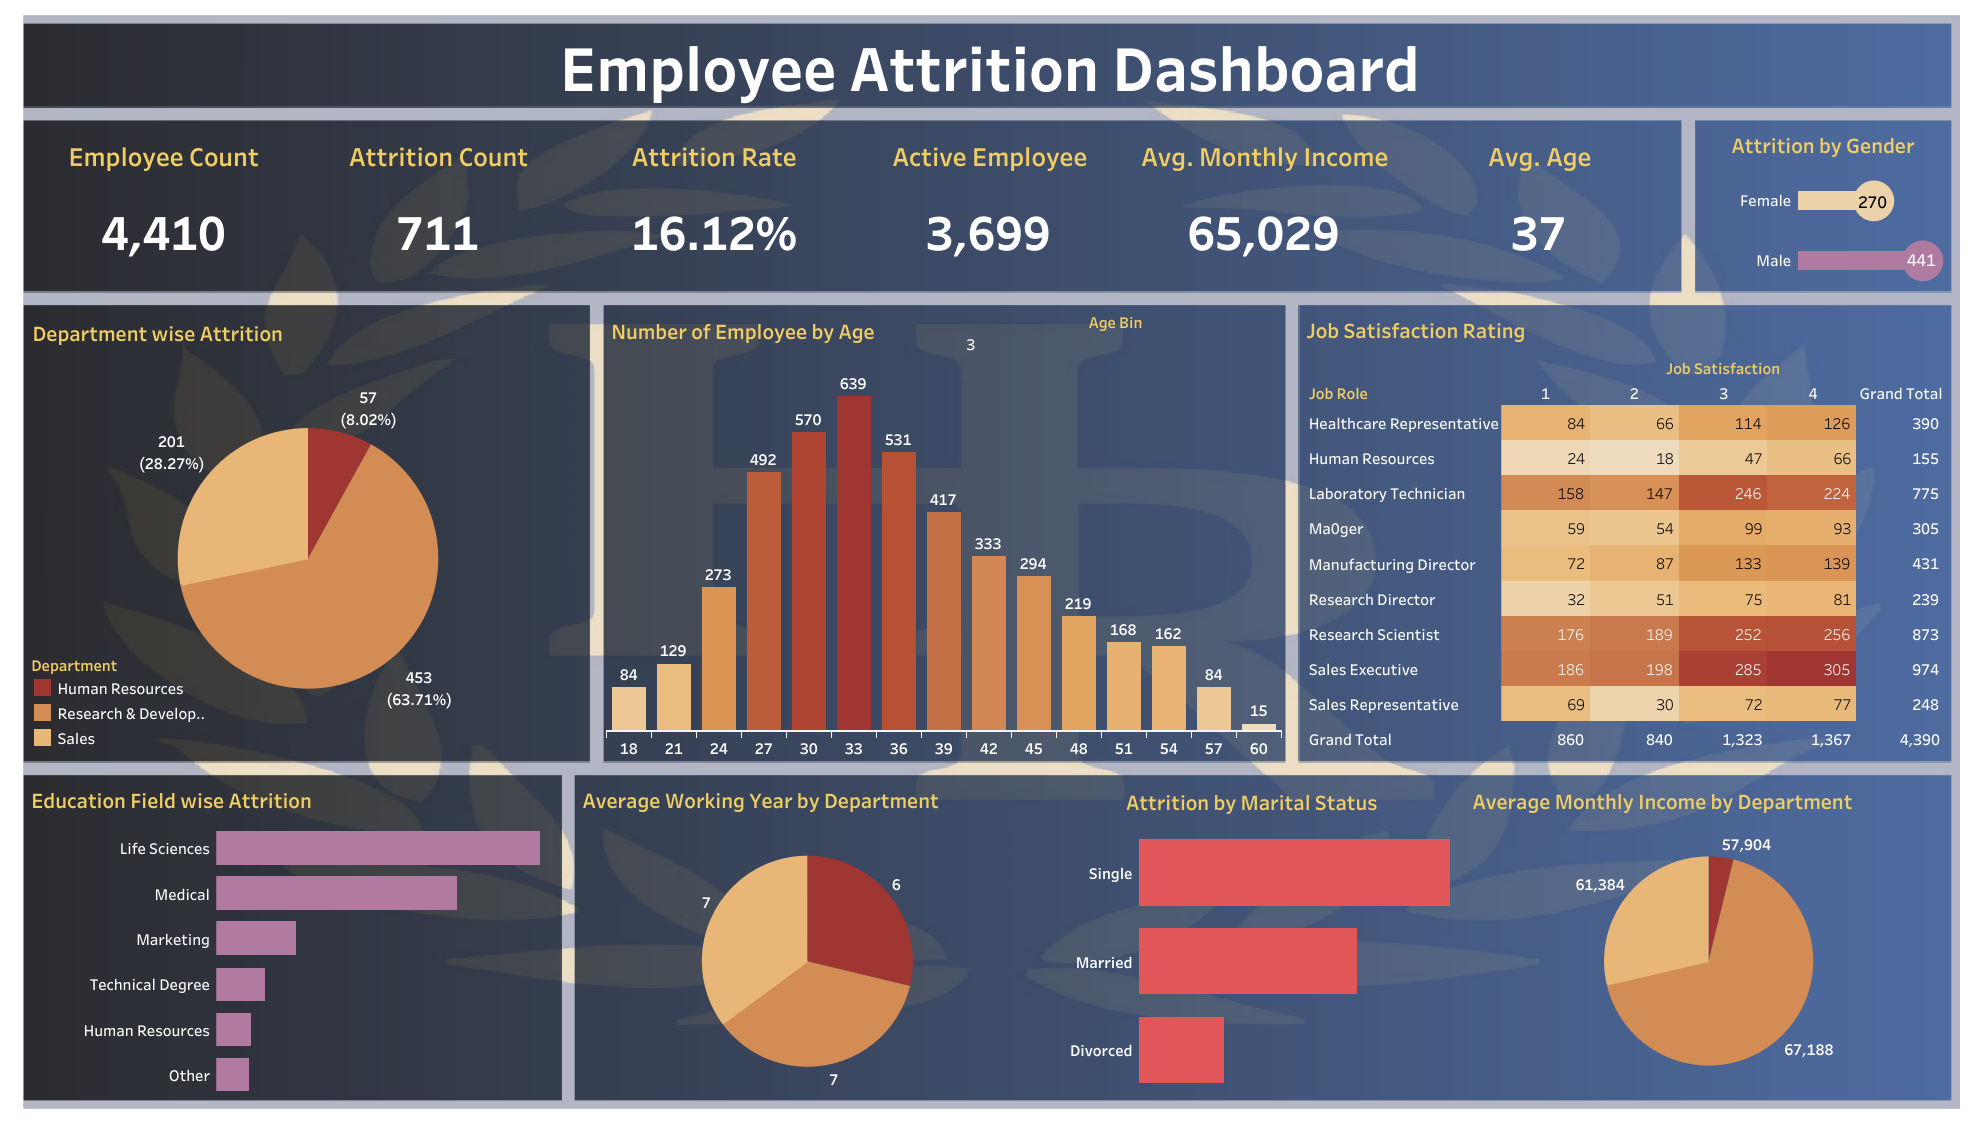 Employee Attrition Dashboard
Employee Count Attrition Count Attrition Rate Active Employee Avg. Monthly Income Avg. Age
4,410 711 16.12% 3,699 65,029 37
Attrition by Gender
Female 270
Male 441
Department wise Attrition
57
(8.02%)
201
(28.27%)
453
(63.71%)
Department
Human Resources
Research & Develop..
Sales
Number of Employee by Age
Age Bin
3
84 129 273 492 570 639 531 417 333 294 219 168 162 84 15
18 21 24 27 30 33 36 39 42 45 48 51 54 57 60
Job Satisfaction Rating
Job Satisfaction
Job Role 1 2 3 4 Grand Total
Healthcare Representative 84 66 114 126 390
Human Resources 24 18 47 66 155
Laboratory Technician 158 147 246 224 775
Ma0ger 59 54 99 93 305
Manufacturing Director 72 87 133 139 431
Research Director 32 51 75 81 239
Research Scientist 176 189 252 256 873
Sales Executive 186 198 285 305 974
Sales Representative 69 30 72 77 248
Grand Total 860 840 1,323 1,367 4,390
Education Field wise Attrition
Life Sciences
Medical
Marketing
Technical Degree
Human Resources
Other
Average Working Year by Department
6
7
7
Attrition by Marital Status
Single
Married
Divorced
Average Monthly Income by Department
57,904
61,384
67,188
HR